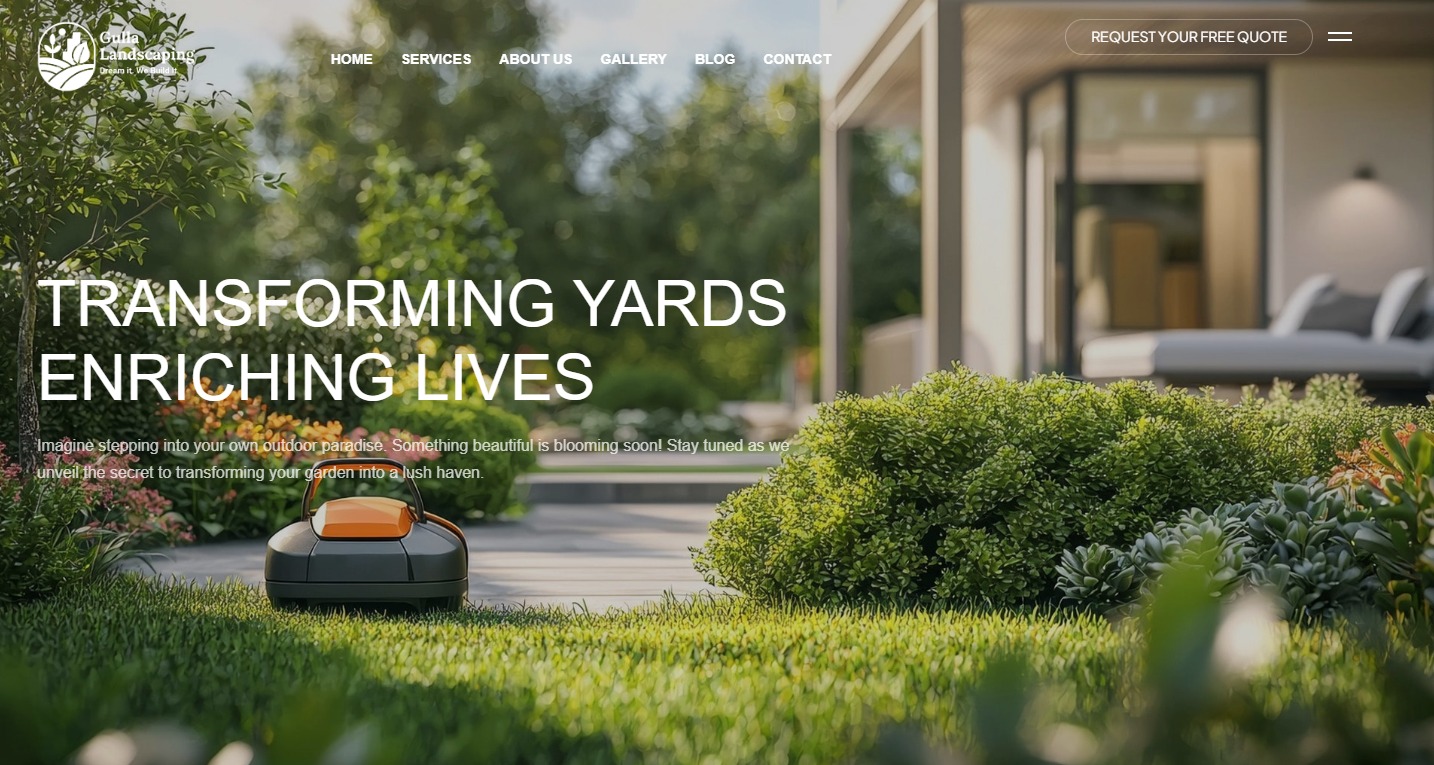 Gulla
Landscaping
Dream it, We Build it
HOME SERVICES ABOUT US GALLERY BLOG CONTACT
REQUEST YOUR FREE QUOTE
TRANSFORMING YARDS
ENRICHING LIVES
Imagine stepping into your own outdoor paradise. Something beautiful is blooming soon! Stay tuned as we
unveil the secret to transforming your garden into a lush haven.